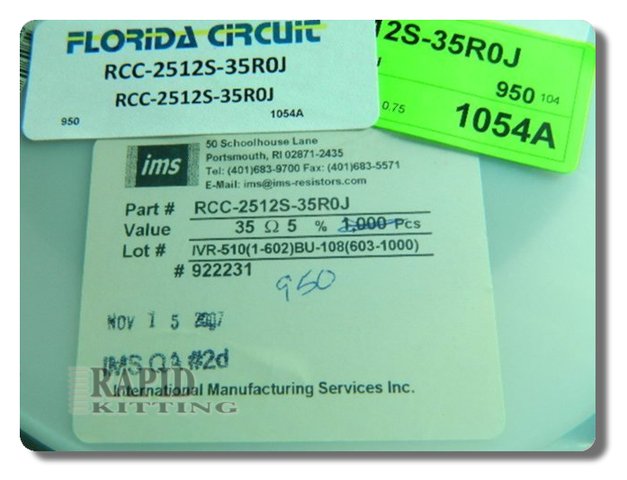 FLORIDA CIRCUIT
RCC-2512S-35R0J
RCC-2512S-35R0J
950 1054A
12S-35R0J
J
950 104
0.75
1054A
ims
50 Schoolhouse Lane
Portsmouth, RI 02871-2435
Tel: (401)683-9700 Fax: (401)683-5571
E-Mail: ims@ims-resistors.com
Part # RCC-2512S-35R0J
Value 35 Ω 5 % 1,000 Pcs
Lot # IVR-510(1-602)BU-108(603-1000)
# 922231
950
NOV 15 2007
IMS QA #2d
RAPID
KITTING
International Manufacturing Services Inc.